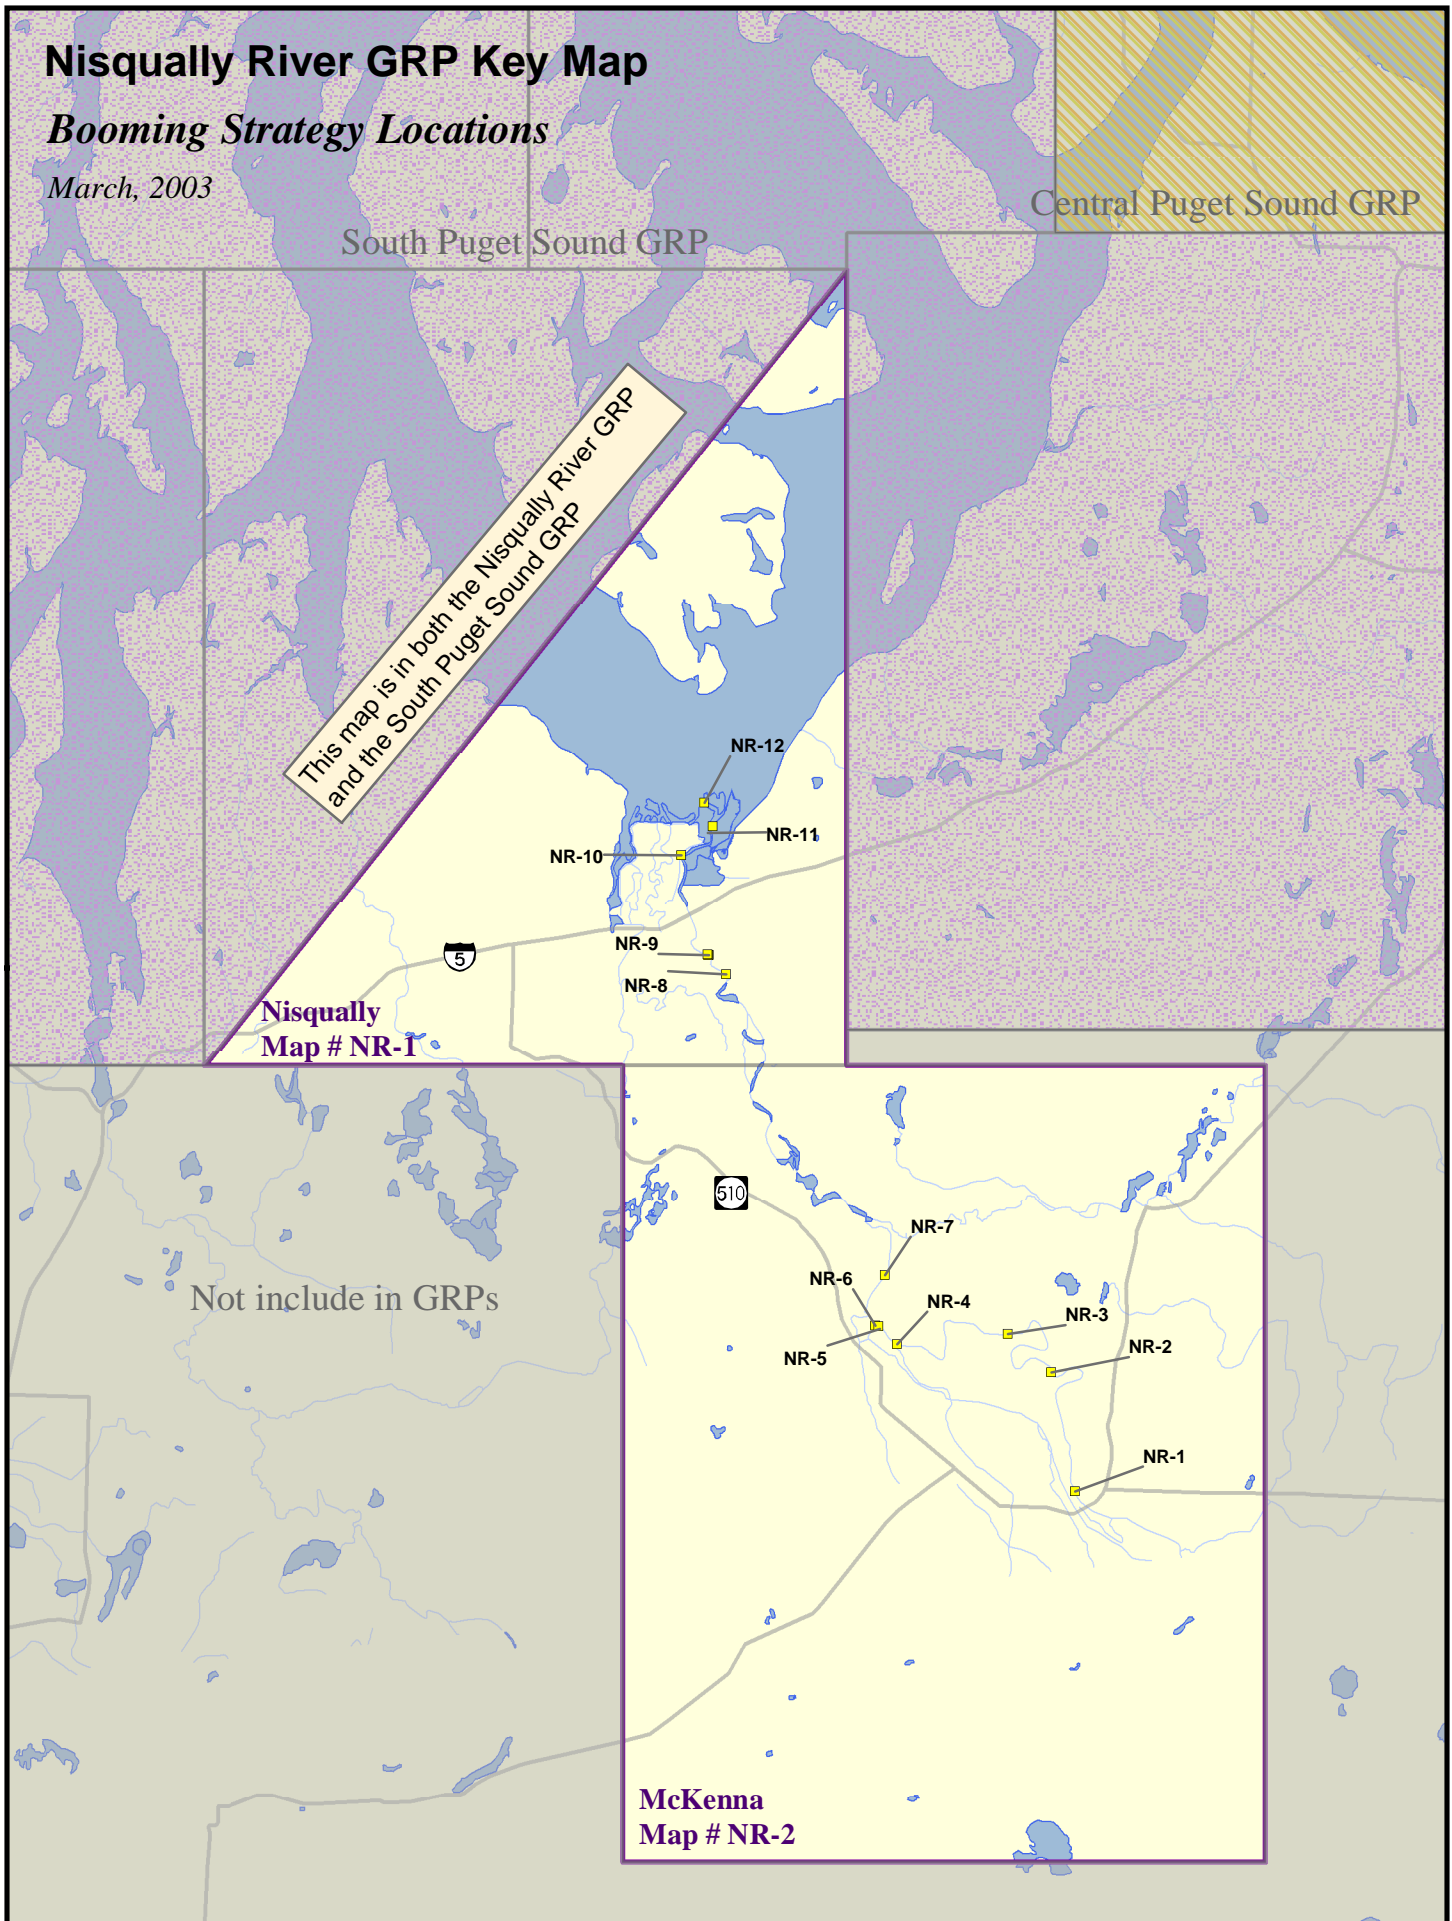 Nisqually River GRP Key Map
Booming Strategy Locations
March, 2003
Central Puget Sound GRP
South Puget Sound GRP
This map is in both the Nisqually River GRP
and the South Puget Sound GRP
NR-12
NR-11
NR-10
NR-9
NR-8
5
Nisqually
Map # NR-1
510
NR-7
NR-6
NR-4
NR-3
NR-5
NR-2
Not include in GRPs
NR-1
McKenna
Map # NR-2